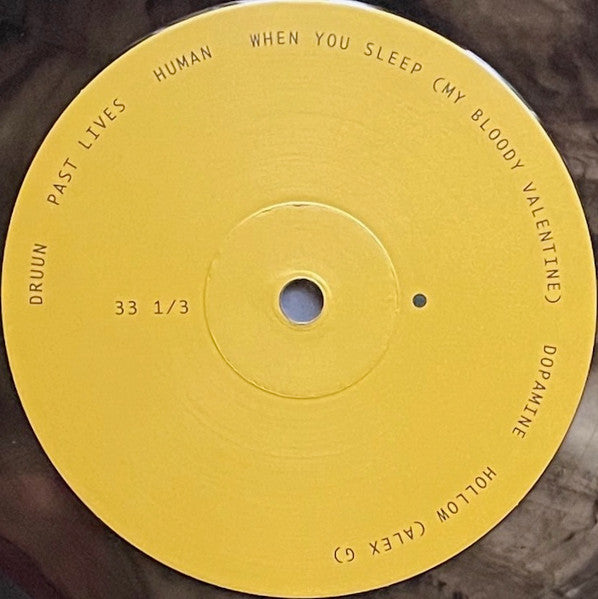 DRUUN PAST LIVES HUMAN WHEN YOU SLEEP (MY BLOODY VALENTINE) DOPAMINE HOLLOW (ALEX G)
33 1/3